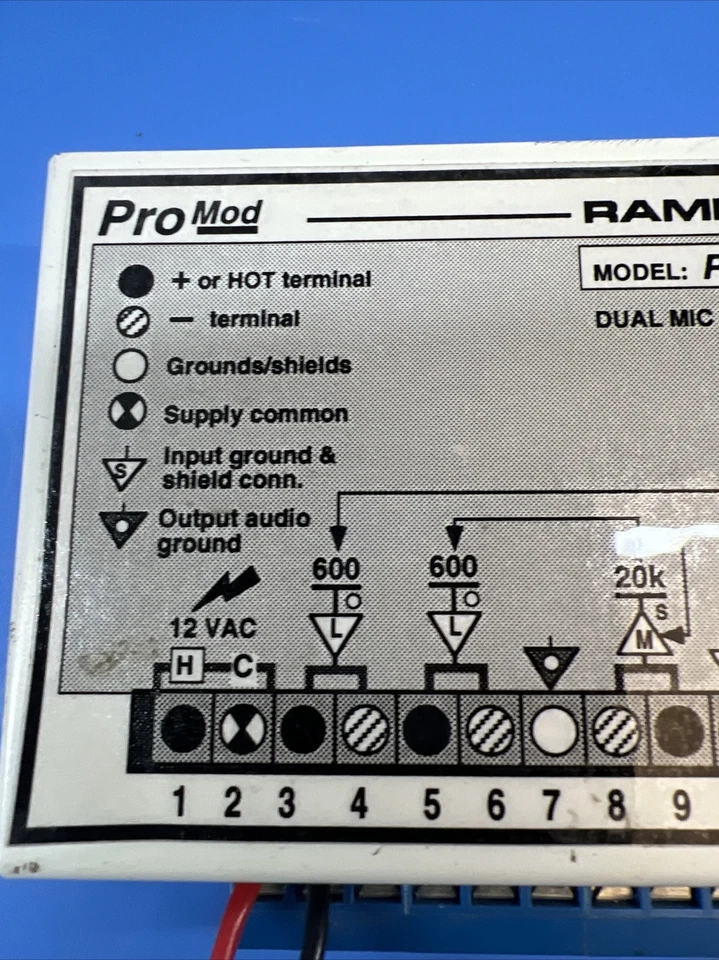 Pro Mod RAM
MODEL:
DUAL MIC
+ or HOT terminal
— terminal
Grounds/shields
Supply common
S Input ground &
shield conn.
Output audio
ground
600 600 20k
O O S
12 VAC L L M
H C
1 2 3 4 5 6 7 8 9